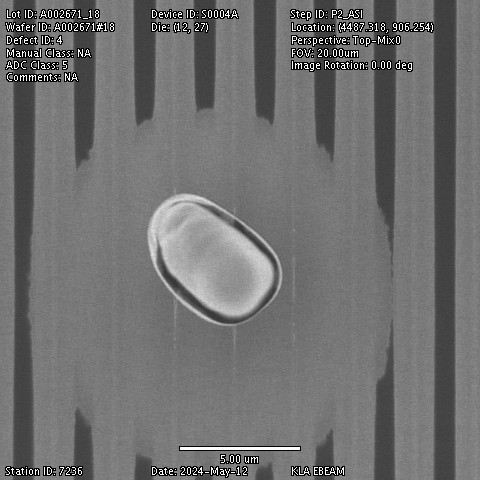 Lot ID: A002671_18
Wafer ID: A002671#18
Defect ID: 4
Manual Class: NA
ADC Class: 5
Comments: NA
Device ID: S0004A
Die: (12, 27)
Step ID: P2_ASI
Location: (4487.318, 906.254)
Perspective: Top-Mix0
FOV: 20.00um
Image Rotation: 0.00 deg
5.00 um
Station ID: 7236
Date: 2024-May-12
KLA EBEAM